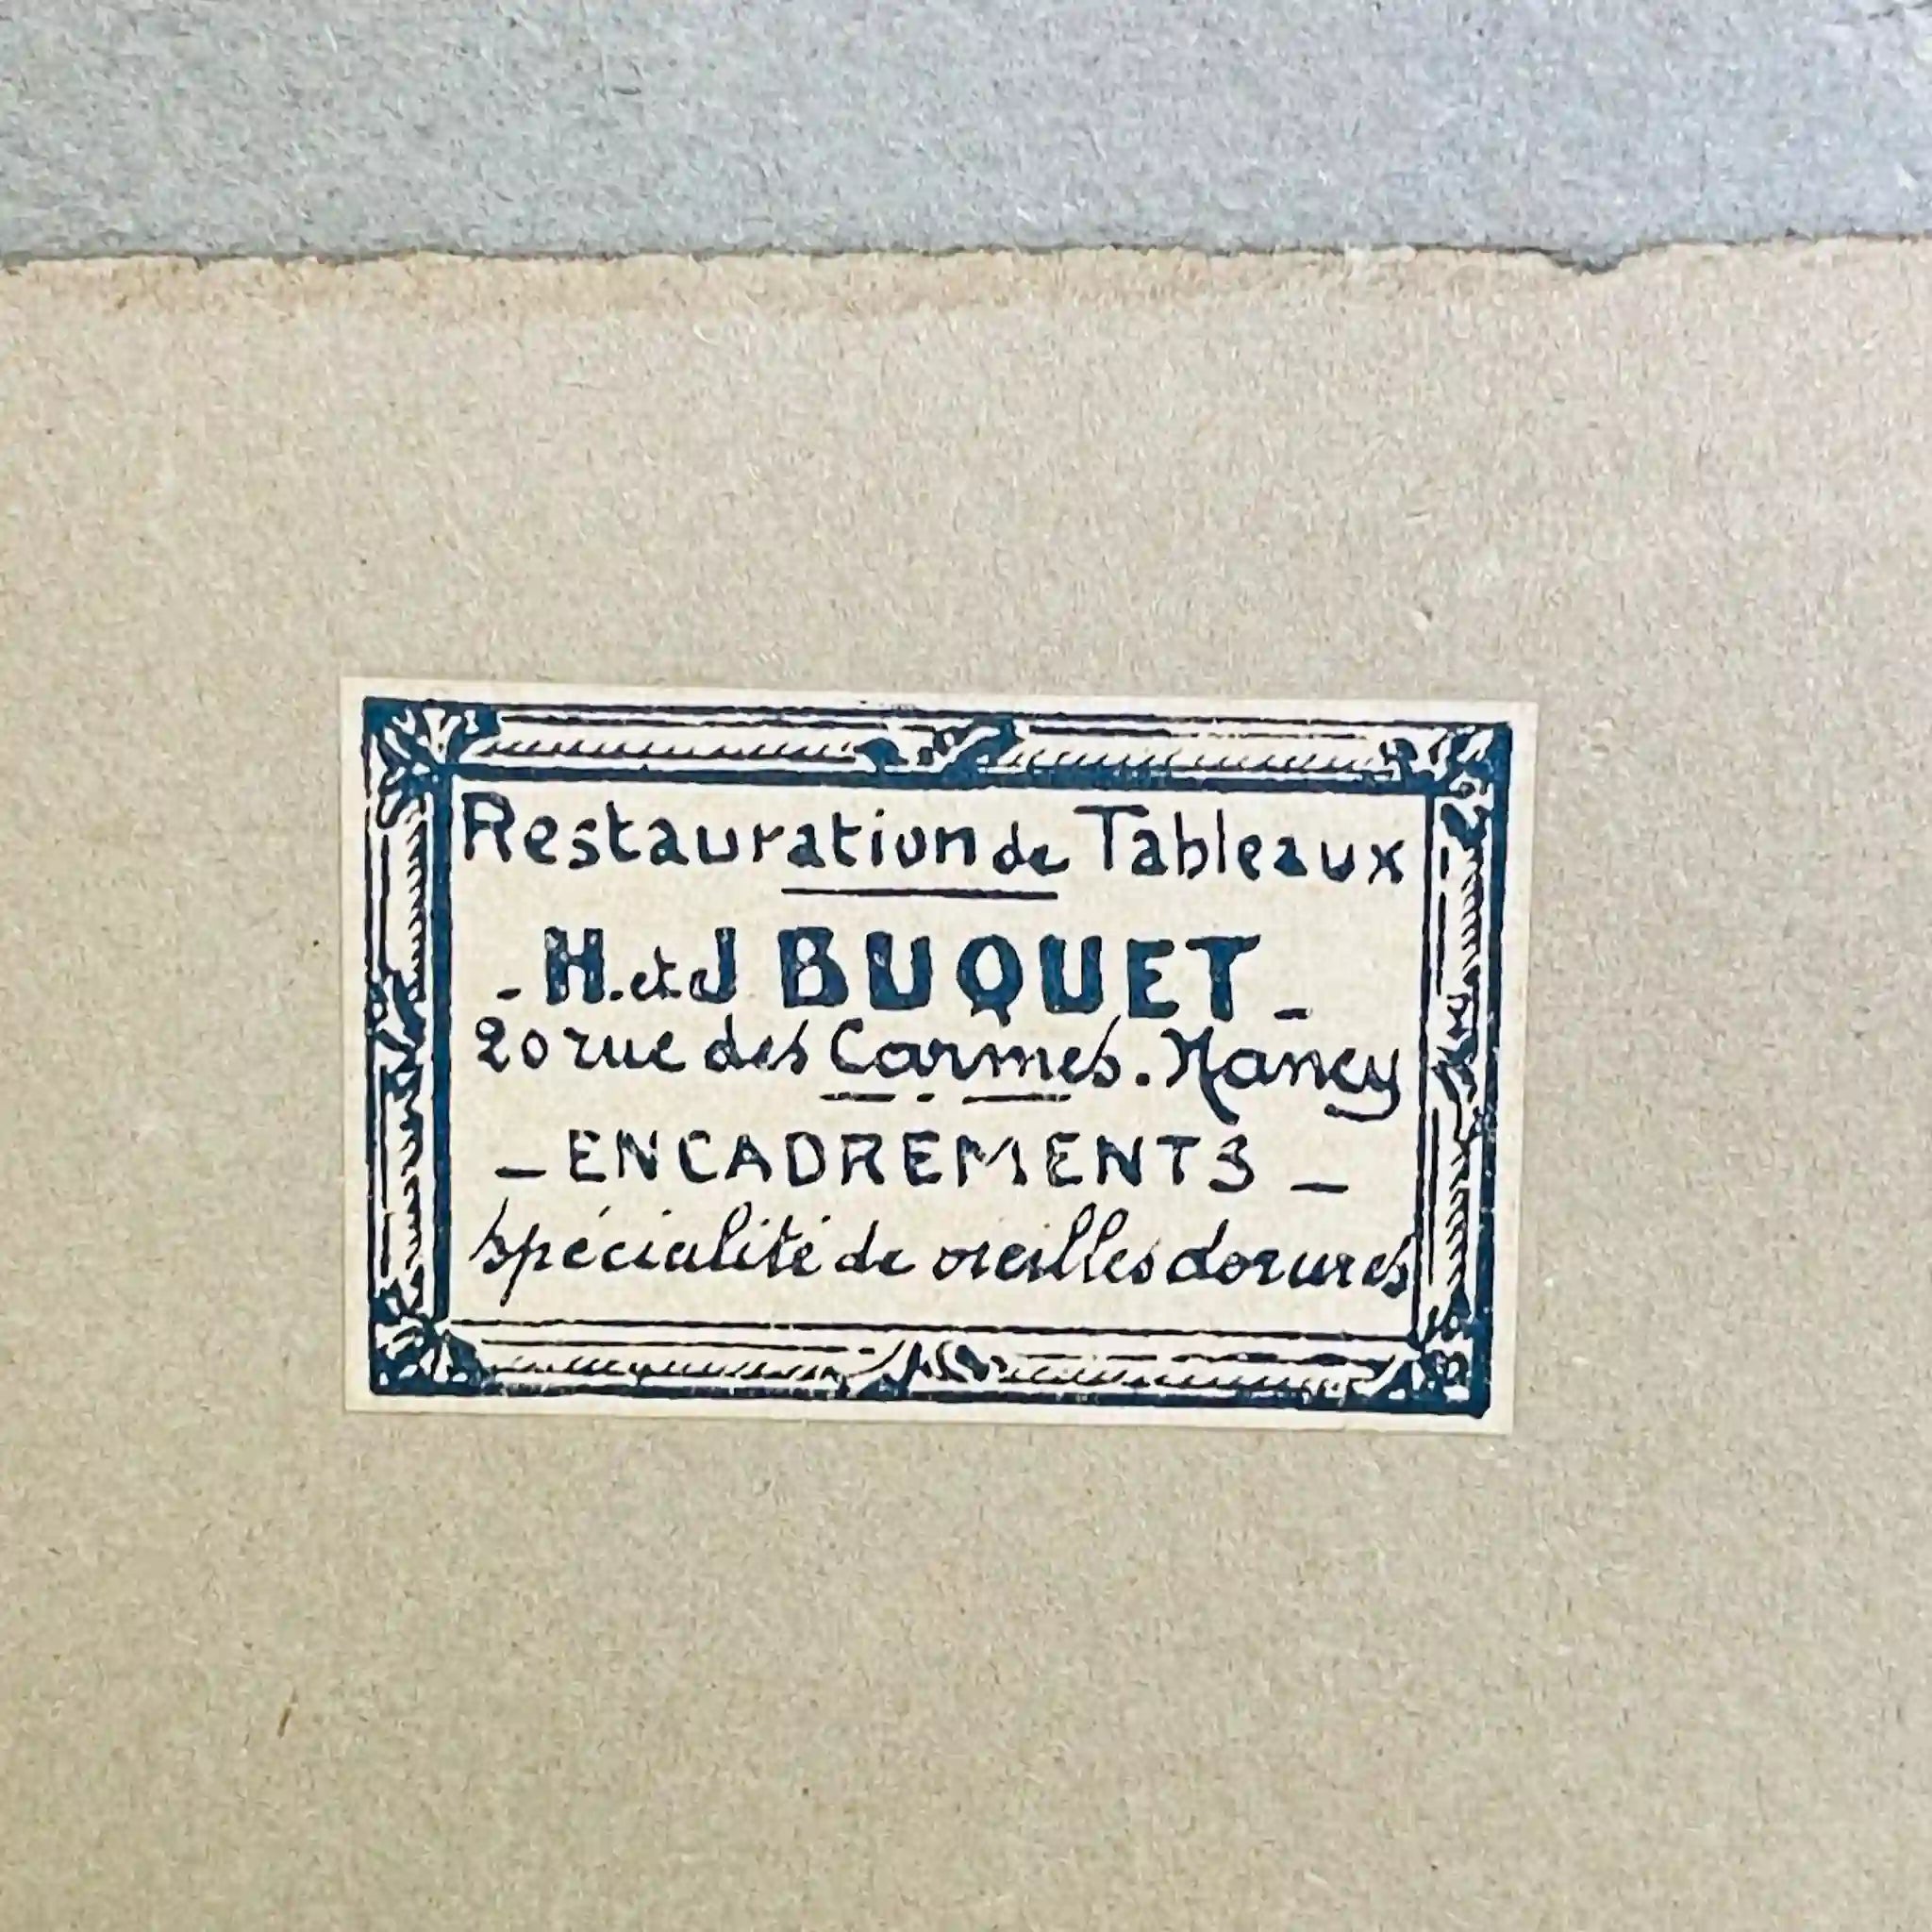 Restauration de Tableaux
- H. et J BUQUET -
20 rue des Carmes. Nancy
- ENCADREMENTS -
spécialité de vieilles dorures